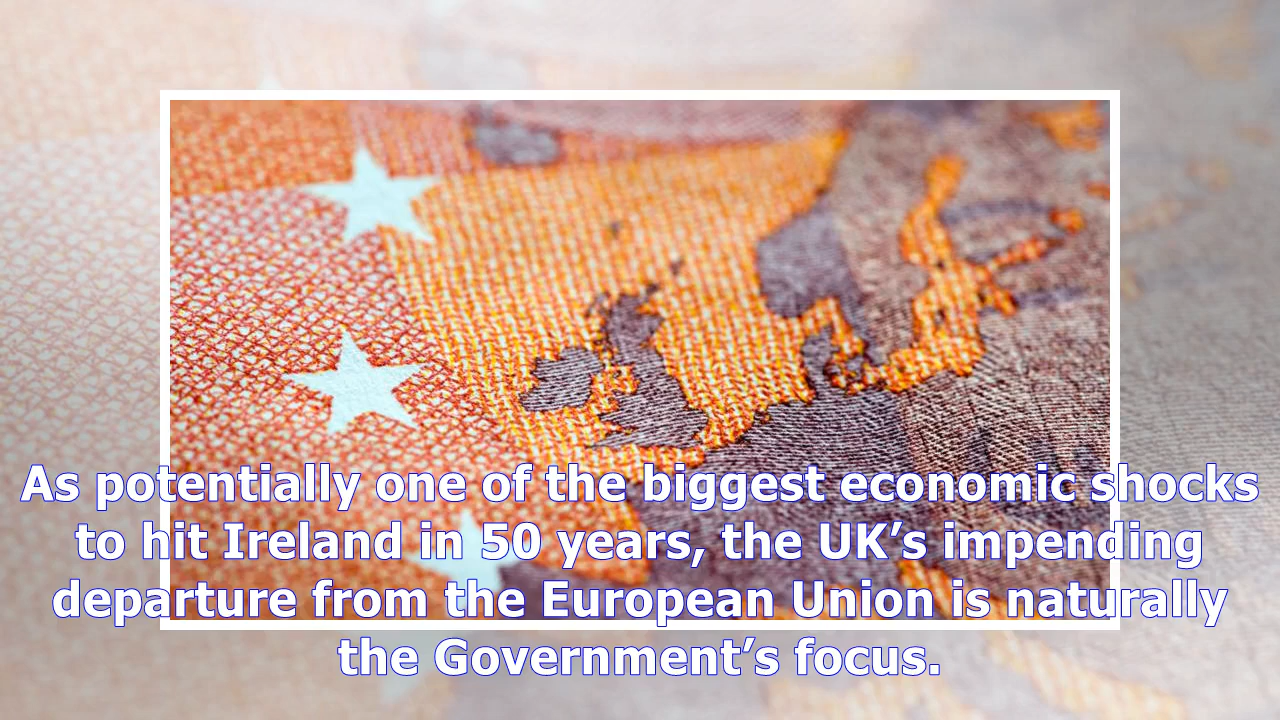 As potentially one of the biggest economic shocks
to hit Ireland in 50 years, the UK’s impending
departure from the European Union is naturally
the Government’s focus.